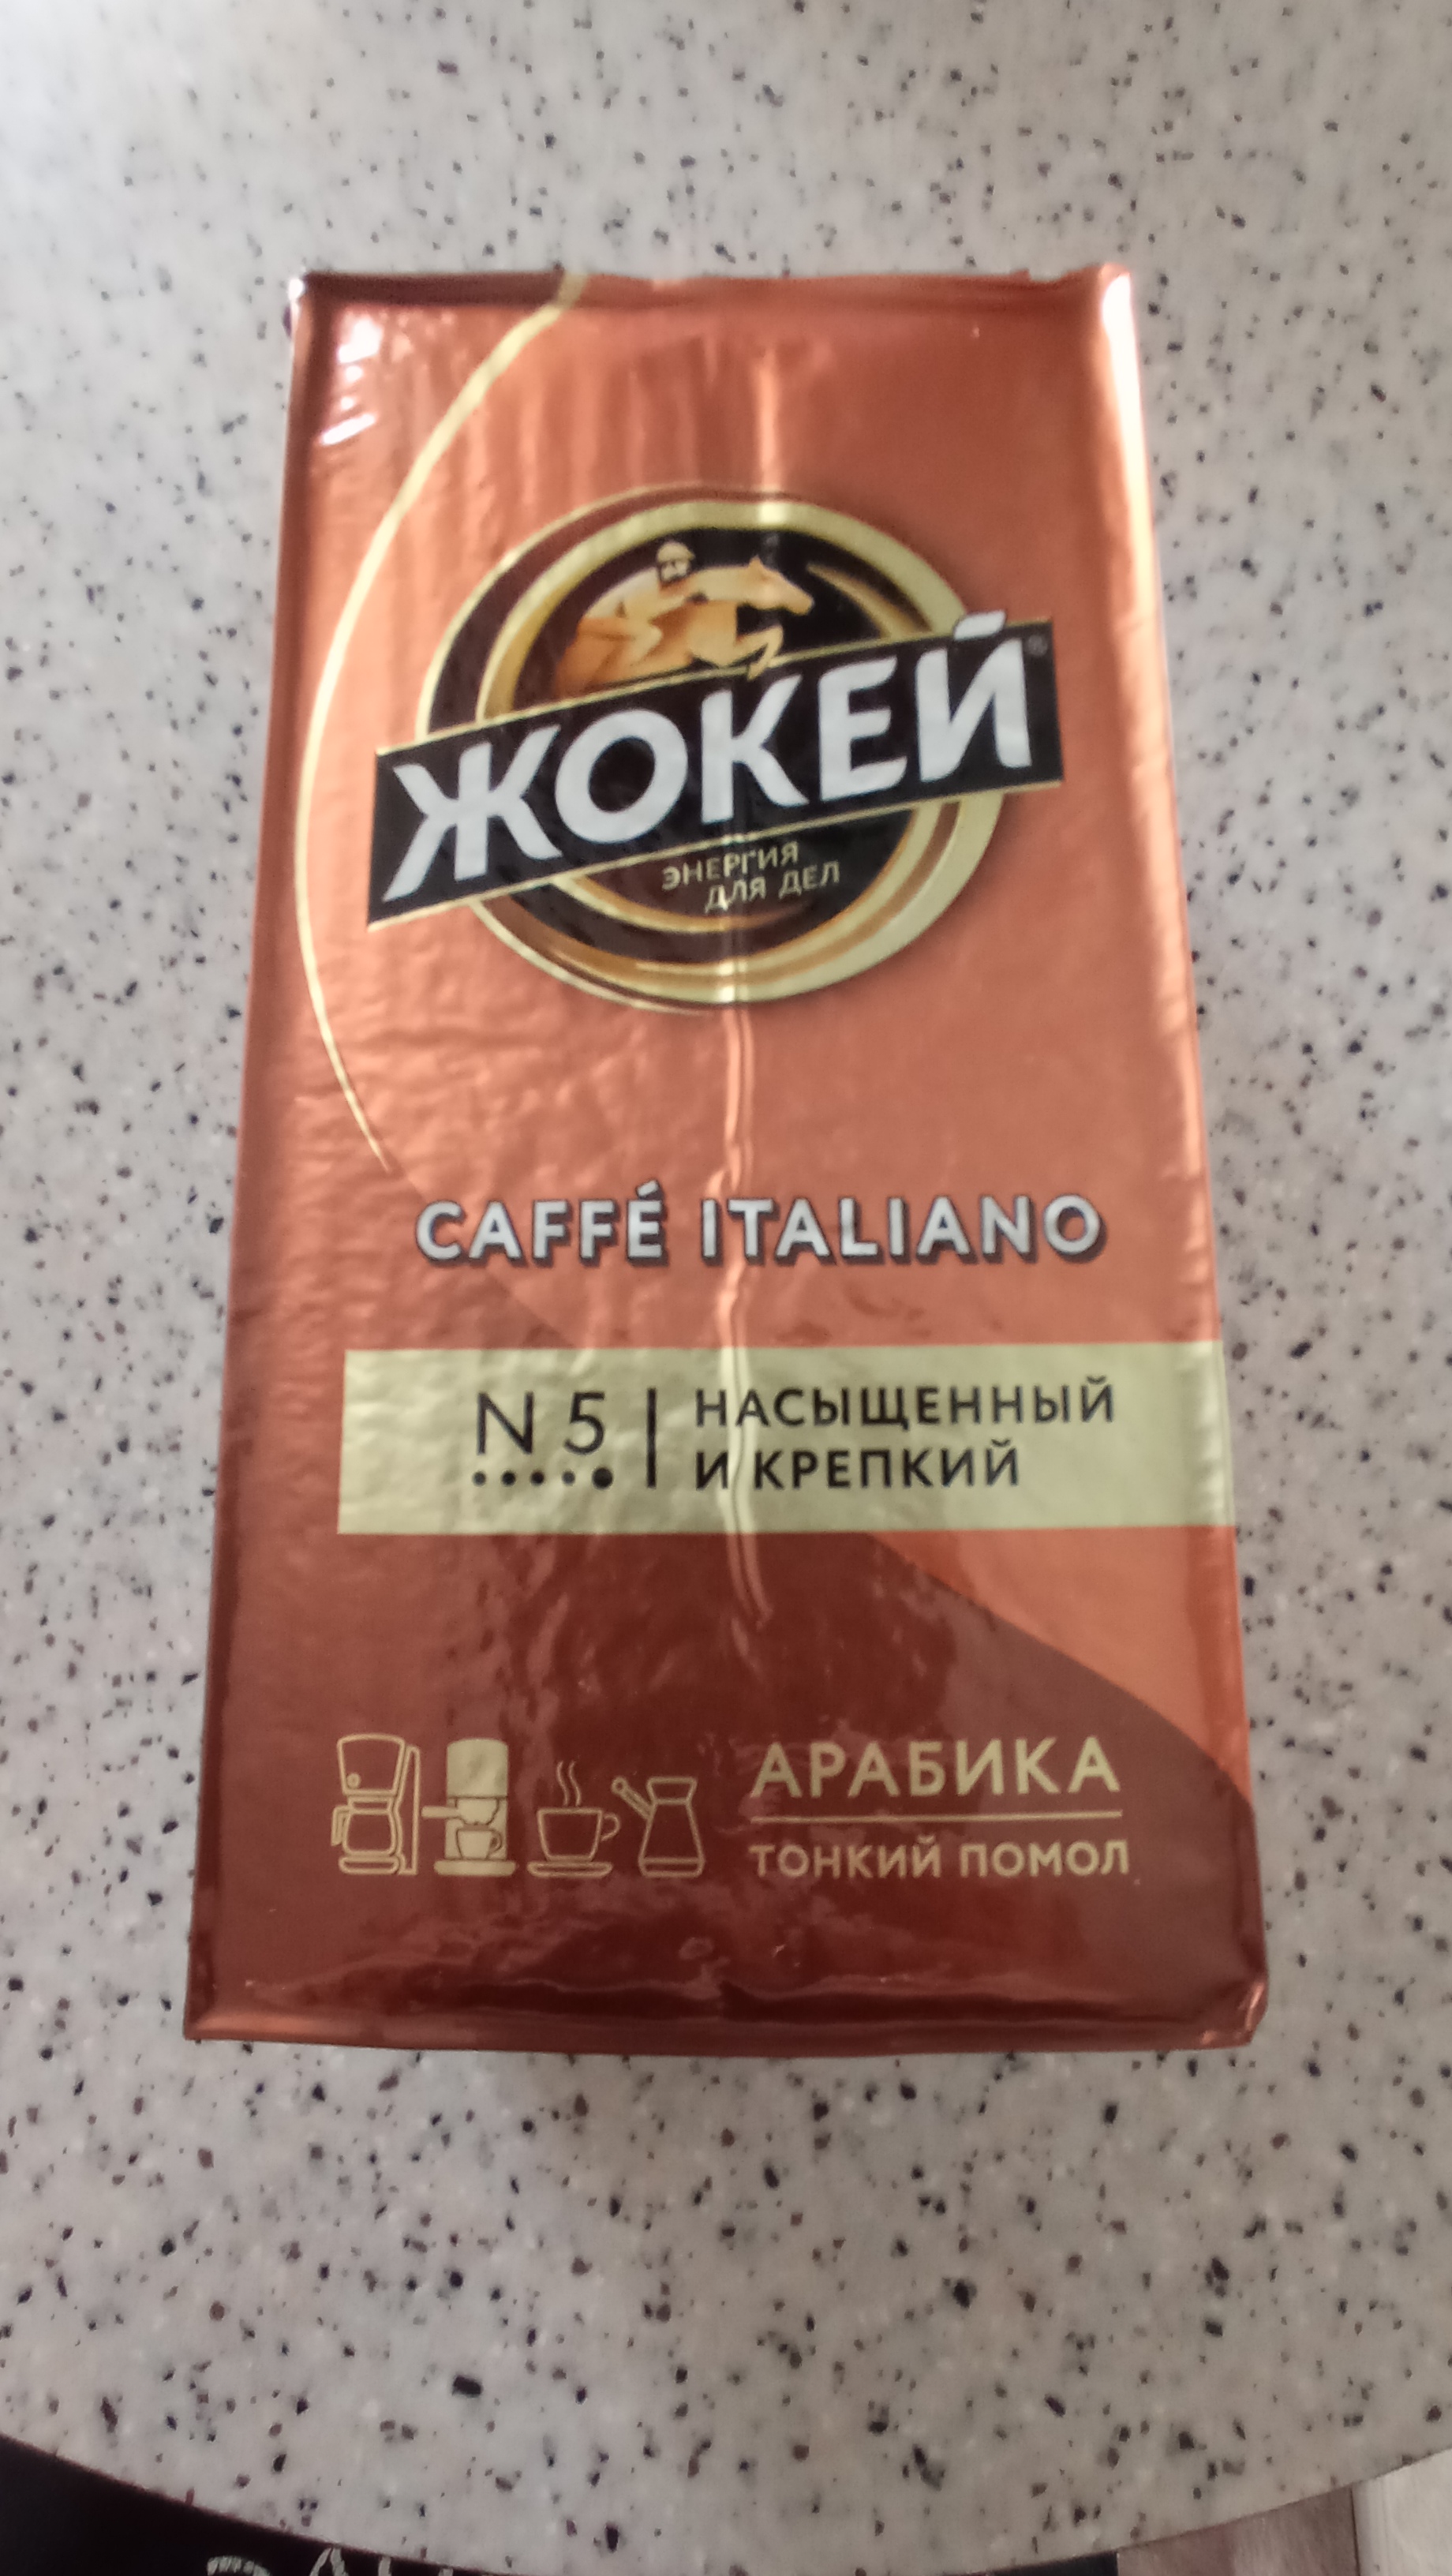 ЖОКЕЙ®
ЭНЕРГИЯ
ДЛЯ ДЕЛ
CAFFÉ ITALIANO
N 5
НАСЫЩЕННЫЙ
И КРЕПКИЙ
АРАБИКА
ТОНКИЙ ПОМОЛ